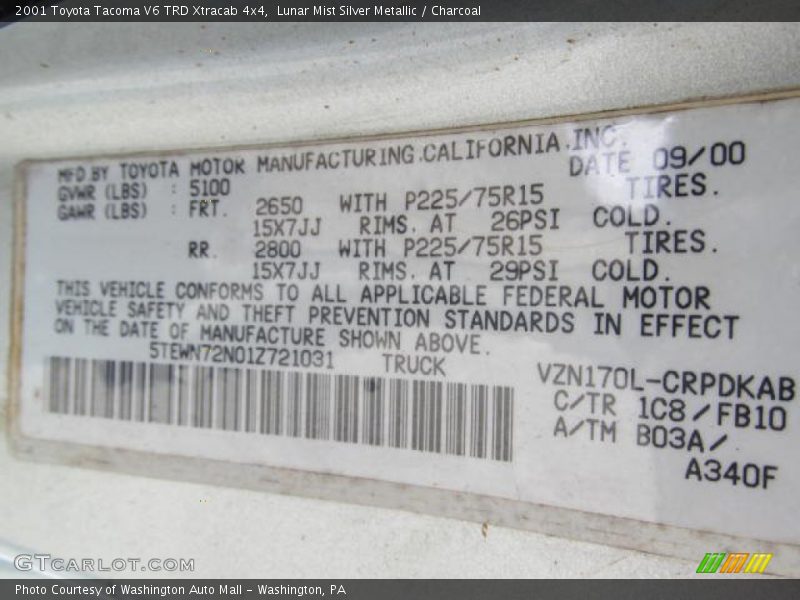 2001 Toyota Tacoma V6 TRD Xtracab 4x4,  Lunar Mist Silver Metallic / Charcoal
MFD.BY TOYOTA MOTOR MANUFACTURING.CALIFORNIA.INC.
GVWR (LBS) : 5100 DATE 09/00
GAWR (LBS) : FRT. 2650 WITH P225/75R15 TIRES.
15X7JJ RIMS. AT 26PSI COLD.
RR. 2800 WITH P225/75R15 TIRES.
15X7JJ RIMS. AT 29PSI COLD.
THIS VEHICLE CONFORMS TO ALL APPLICABLE FEDERAL MOTOR
VEHICLE SAFETY AND THEFT PREVENTION STANDARDS IN EFFECT
ON THE DATE OF MANUFACTURE SHOWN ABOVE.
5TEWN72N01Z721031 TRUCK
VZN170L-CRPDKAB
C/TR 1C8/FB10
A/TM B03A/
A340F
GTCARLOT.COM
Photo Courtesy of Washington Auto Mall - Washington, PA